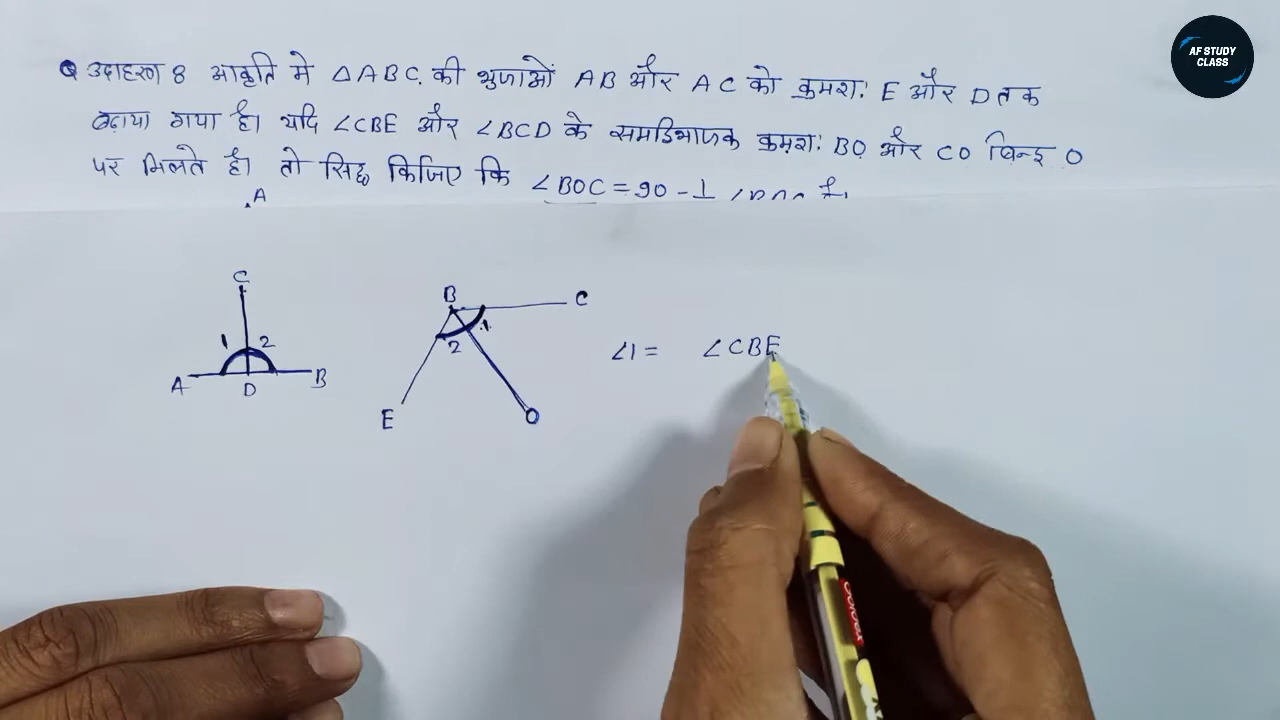 उदाहरण 8 आकृति मे △ABC की भुजाओं AB और AC को क्रमश: E और D तक
बढ़ाया गया है। यदि ∠CBE और ∠BCD के समद्विभाजक क्रमश: BO और CO बिन्दु O
पर मिलते है। तो सिद्ध किजिए कि ∠BOC = 90 - 1
A
C
1 2
A D B
B C
1
2
E O
∠1 = ∠CBE
AF STUDY
CLASS